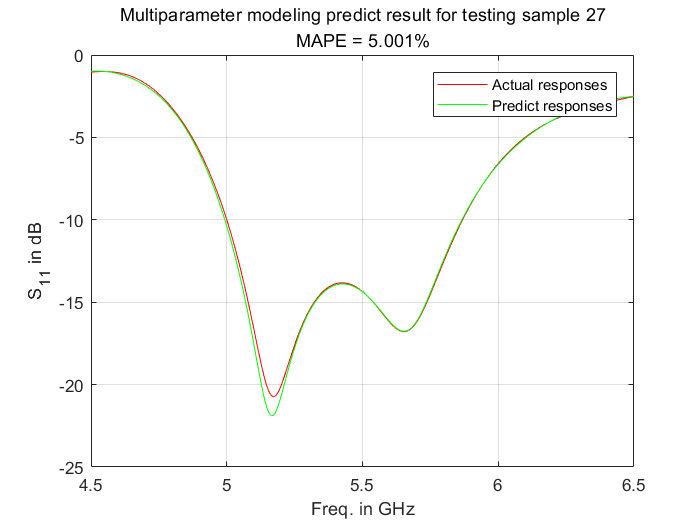 Multiparameter modeling predict result for testing sample 27
MAPE = 5.001%
Actual responses
Predict responses
0
-5
-10
-15
-20
-25
S11 in dB
4.5 5 5.5 6 6.5
Freq. in GHz